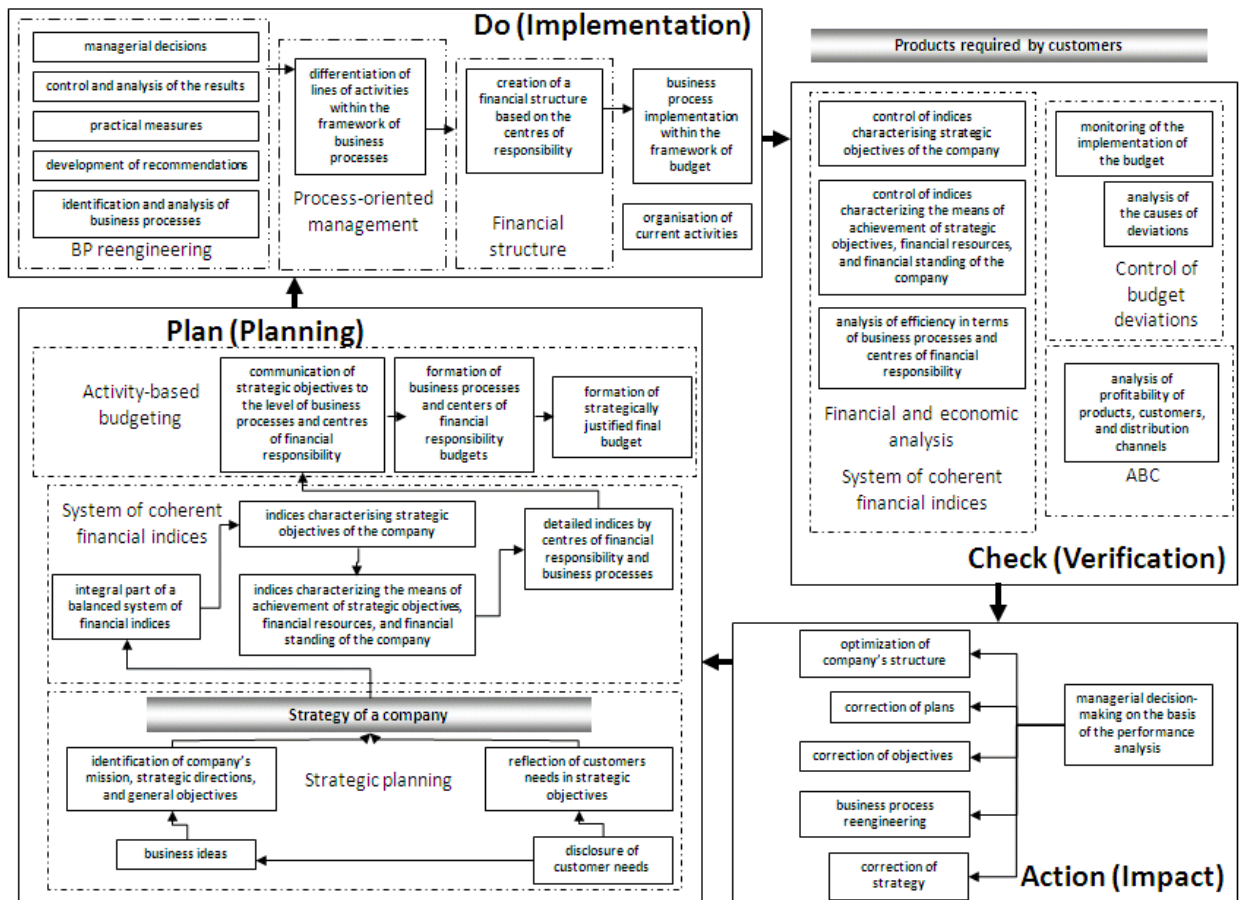 Do (Implementation)
managerial decisions
control and analysis of the results
practical measures
development of recommendations
identification and analysis of
business processes
BP reengineering
differentiation of
lines of activities
within the
framework of
business
processes
Process-oriented
management
creation of a
financial structure
based on the
centres of
responsibility
Financial
structure
business
process
implementation
within the
framework of
budget
organisation of
current activities
Products required by customers
control of indices
characterising strategic
objectives of the company
control of indices
characterizing the means of
achievement of strategic
objectives, financial resources,
and financial standing of the
company
analysis of efficiency in terms
of business processes and
centres of financial
responsibility
Financial and economic
analysis
System of coherent
financial indices
monitoring of the
implementation of
the budget
analysis
of the causes of
deviations
Control of
budget
deviations
analysis of
profitability of
products, customers,
and distribution
channels
ABC
Check (Verification)
Plan (Planning)
Activity-based
budgeting
communication of
strategic objectives to
the level of business
processes and centres
of financial
responsibility
formation of
business processes
and centers of
financial
responsibility
budgets
formation of
strategically
justified final
budget
System of coherent
financial indices
indices characterising strategic
objectives of the company
detailed indices by
centres of financial
responsibility and
business processes
integral part of a
balanced system of
financial indices
indices characterizing the means of
achievement of strategic objectives,
financial resources, and financial
standing of the company
Strategy of a company
identification of company's
mission, strategic directions,
and general objectives
Strategic planning
reflection of customers
needs in strategic
objectives
business ideas
disclosure of
customer needs
optimization of
company's structure
correction of plans
correction of objectives
business process
reengineering
correction of
strategy
managerial decision-
making on the basis
of the performance
analysis
Action (Impact)